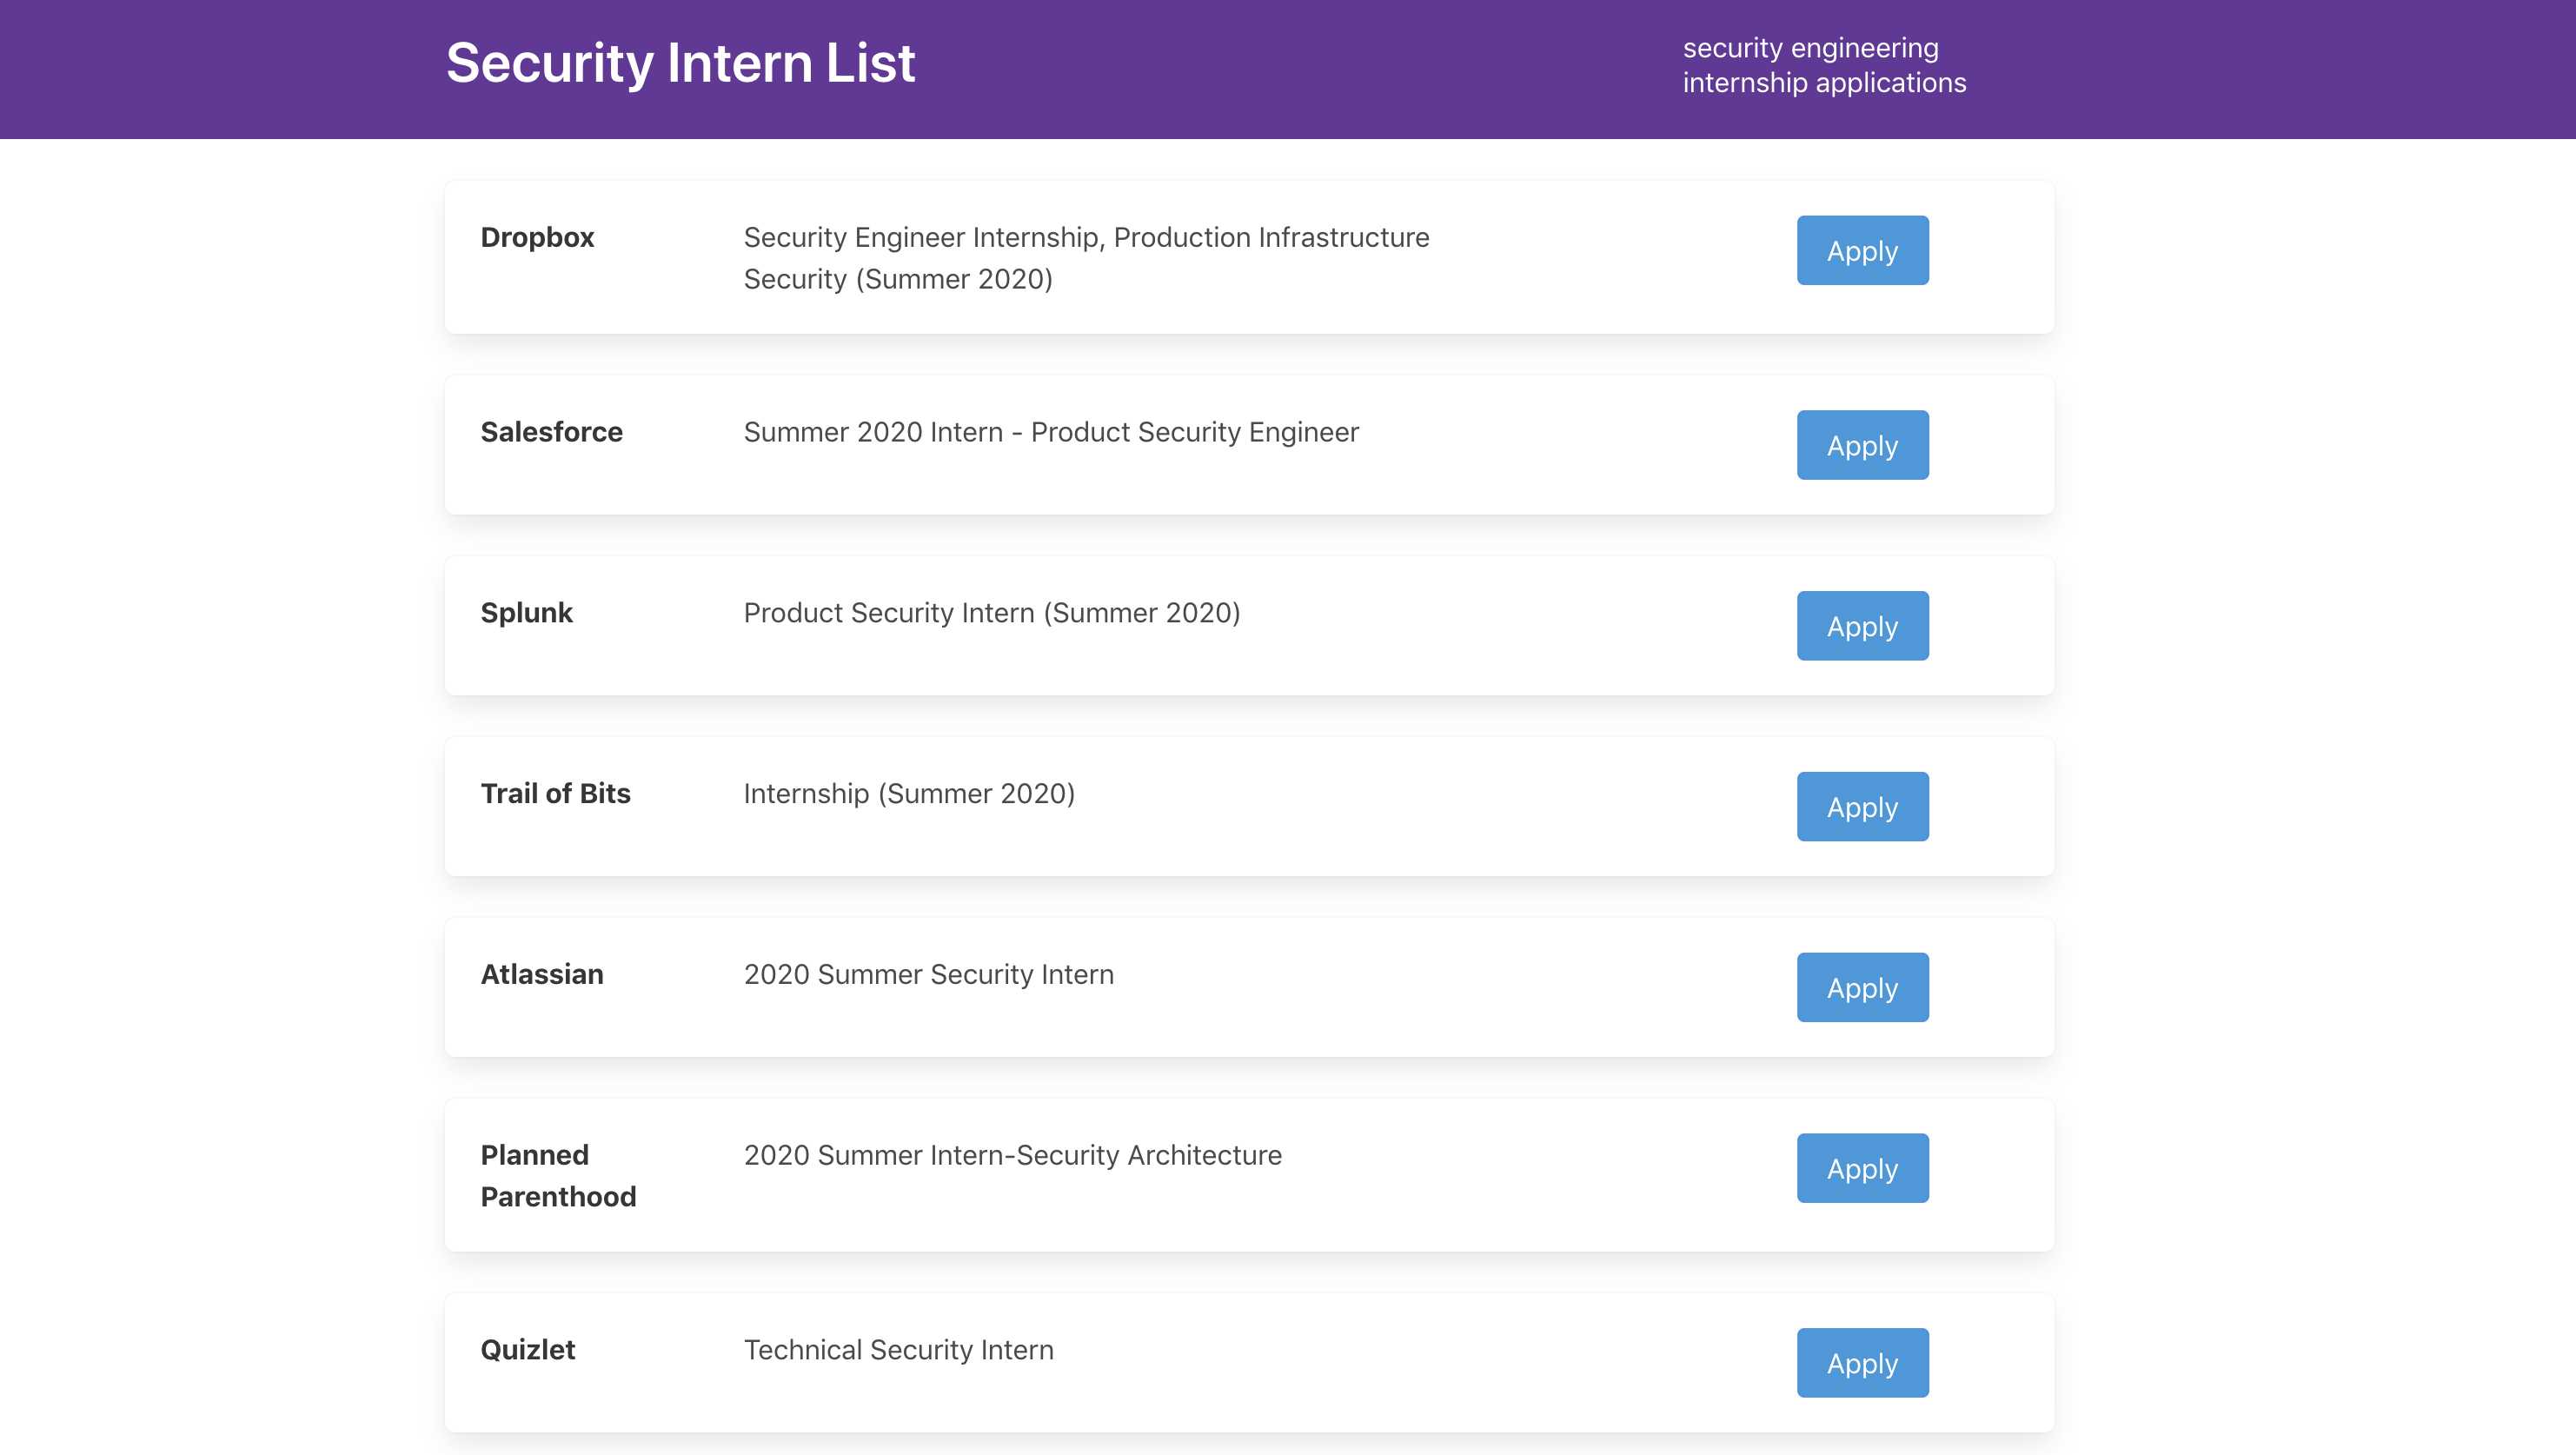 Security Intern List
security engineering
internship applications
Dropbox
Security Engineer Internship, Production Infrastructure
Security (Summer 2020)
Apply
Salesforce
Summer 2020 Intern - Product Security Engineer
Apply
Splunk
Product Security Intern (Summer 2020)
Apply
Trail of Bits
Internship (Summer 2020)
Apply
Atlassian
2020 Summer Security Intern
Apply
Planned
Parenthood
2020 Summer Intern-Security Architecture
Apply
Quizlet
Technical Security Intern
Apply